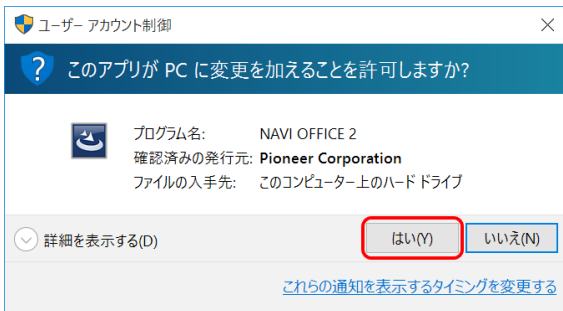 ユーザー アカウント制御
このアプリが PC に変更を加えることを許可しますか?
プログラム名: NAVI OFFICE 2
確認済みの発行元: Pioneer Corporation
ファイルの入手先: このコンピューター上のハード ドライブ
詳細を表示する(D)
はい(Y)
いいえ(N)
これらの通知を表示するタイミングを変更する